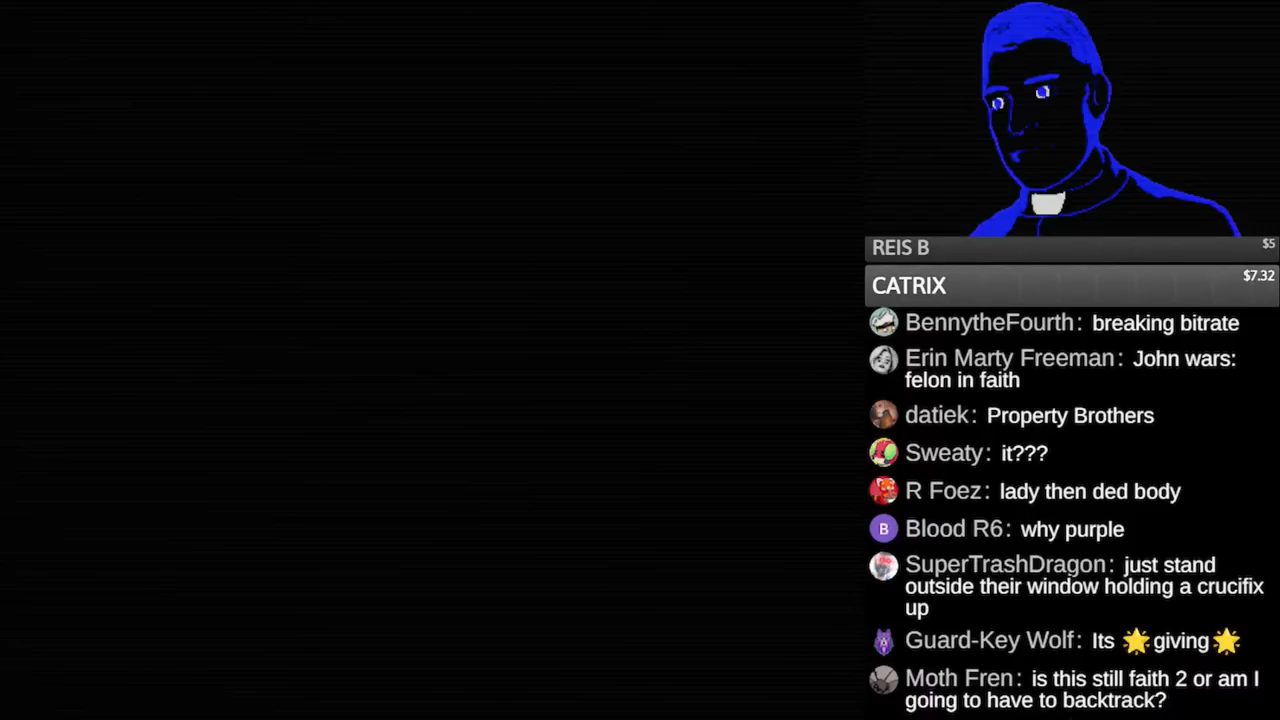 REIS B $5
CATRIX $7.32
BennytheFourth: breaking bitrate
Erin Marty Freeman: John wars:
felon in faith
datiek: Property Brothers
Sweaty: it???
R Foez: lady then ded body
B Blood R6: why purple
SuperTrashDragon: just stand
outside their window holding a crucifix
up
Guard-Key Wolf: Its 🌟giving🌟
Moth Fren: is this still faith 2 or am I
going to have to backtrack?